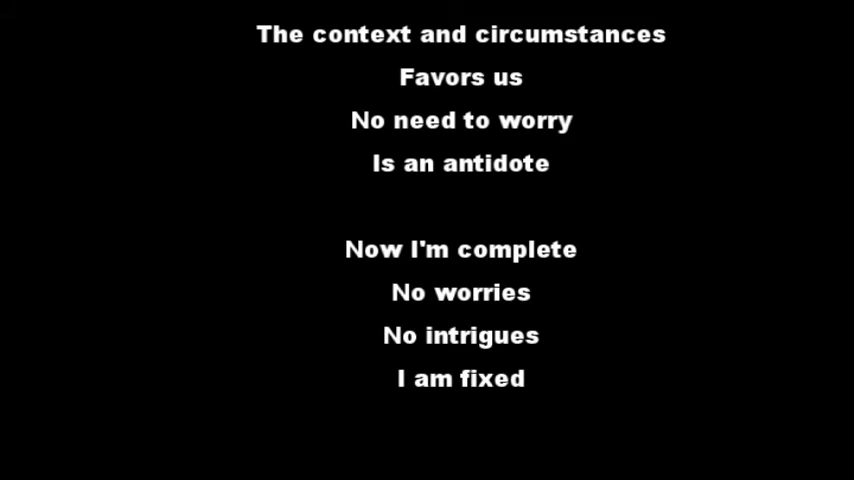 The context and circumstances
Favors us
No need to worry
Is an antidote
Now I'm complete
No worries
No intrigues
I am fixed